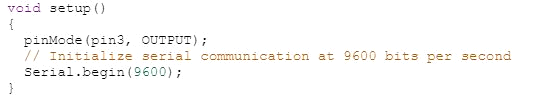 void setup()
{
  pinMode(pin3, OUTPUT);
  // Initialize serial communication at 9600 bits per second
  Serial.begin(9600);
}